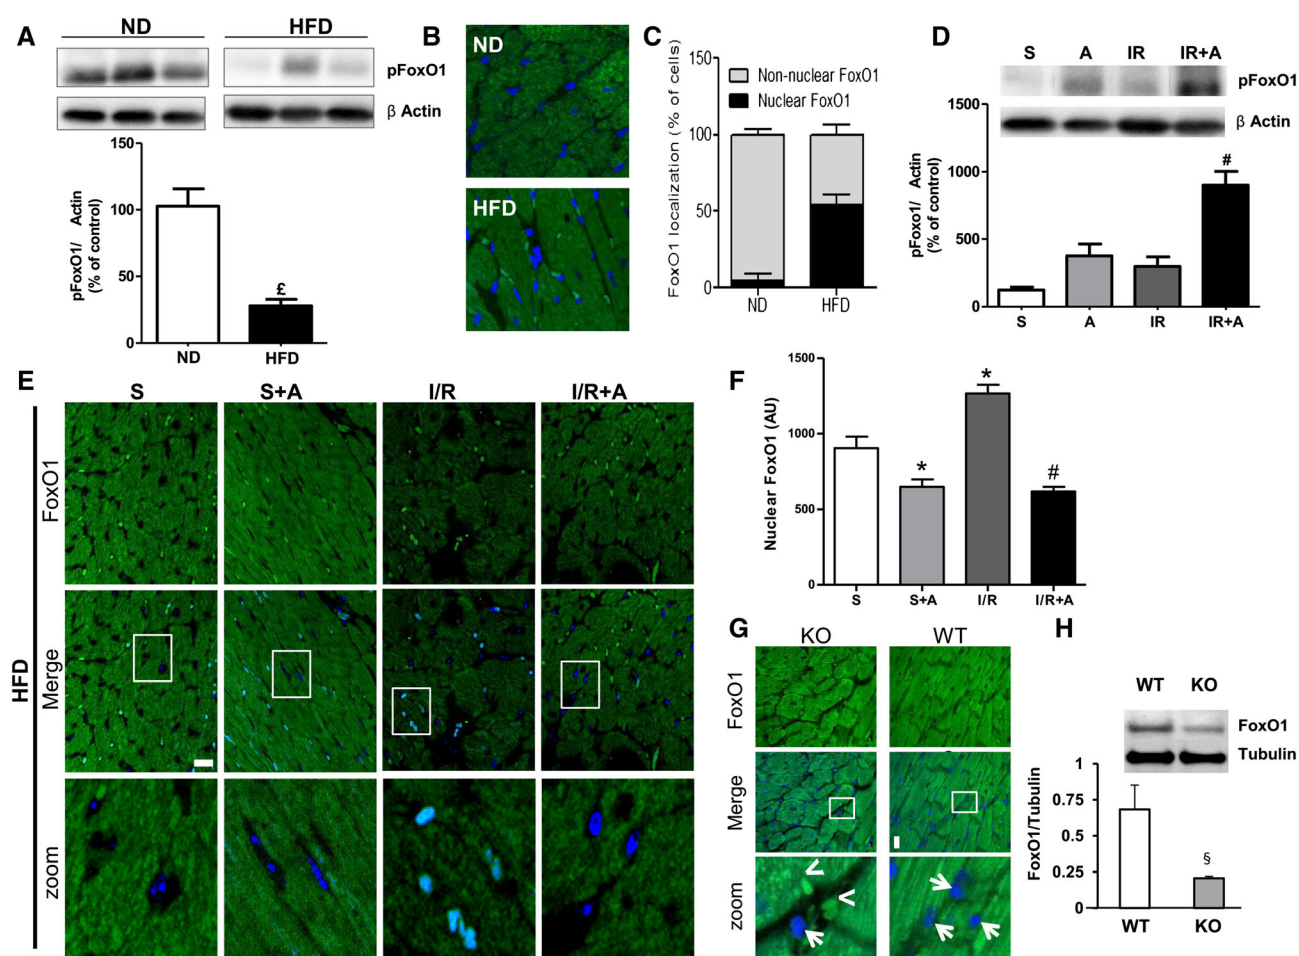 A
ND
HFD
pFoxO1
β Actin
150
100
50
0
pFoxO1/ Actin
(% of control)
£
ND
HFD
B
ND
HFD
C
FoxO1 localization (% of cells)
150
100
50
0
Non-nuclear FoxO1
Nuclear FoxO1
ND
HFD
D
S
A
IR
IR+A
pFoxO1
β Actin
1500
1000
500
0
pFoxo1/ Actin
(% of control)
#
S
A
IR
IR+A
E
S
S+A
I/R
I/R+A
HFD
FoxO1
Merge
zoom
F
Nuclear FoxO1 (AU)
1500
1000
500
0
*
*
#
S
S+A
I/R
I/R+A
G
KO
WT
FoxO1
Merge
zoom
H
WT
KO
FoxO1
Tubulin
FoxO1/Tubulin
1
0.75
0.5
0.25
0
§
WT
KO